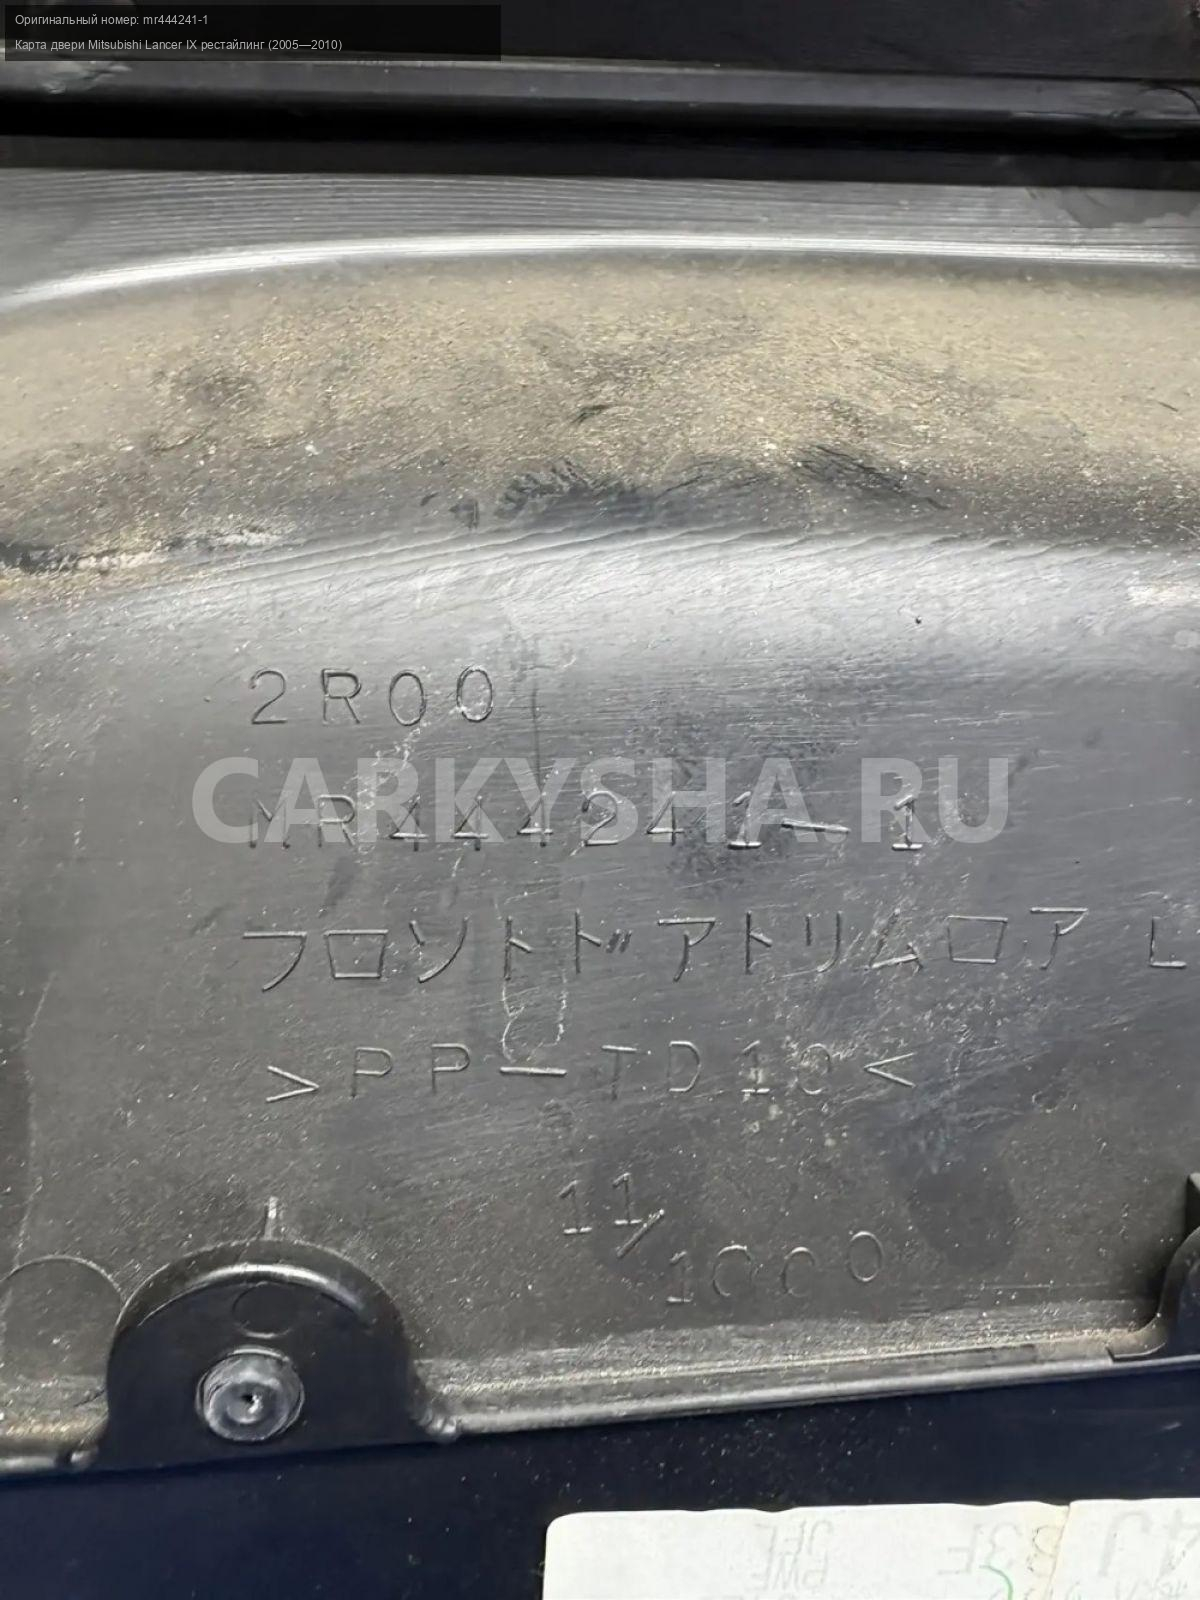 Оригинальный номер: mr444241-1
Карта двери Mitsubishi Lancer IX рестайлинг (2005—2010)
2R00
CARKYSHA.RU
MR444241-1
フロントドアトリムロア L
>PP-TD10<
11/1000